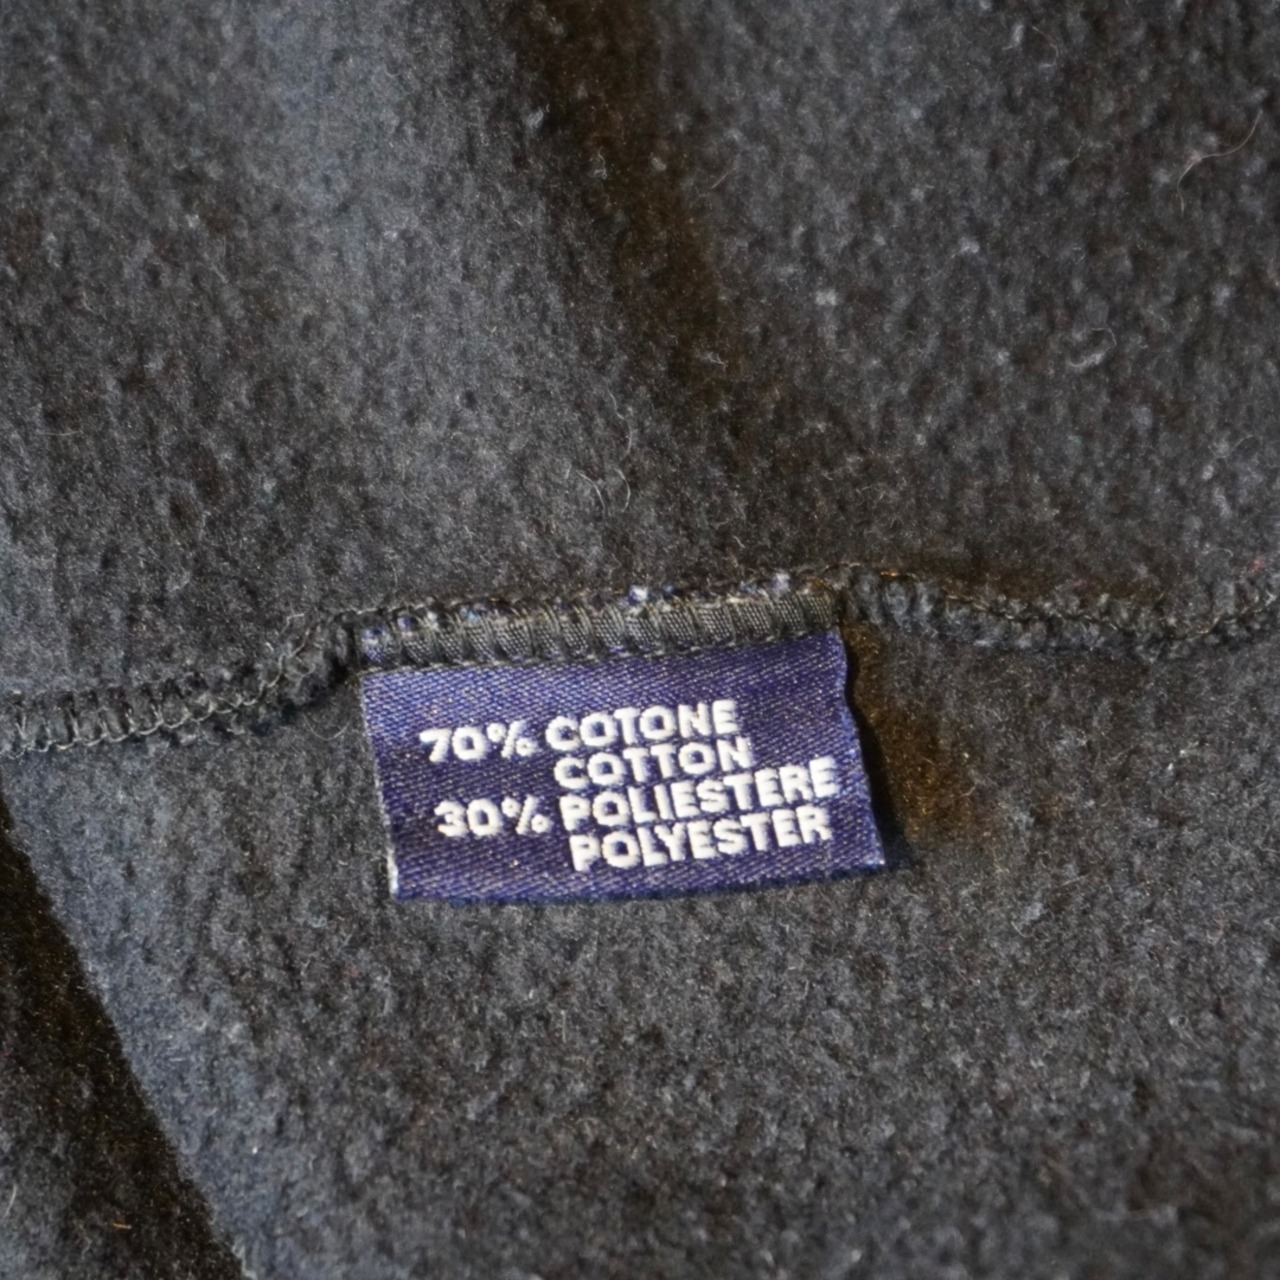 70% COTONE
COTTON
30% POLIESTERE
POLYESTER